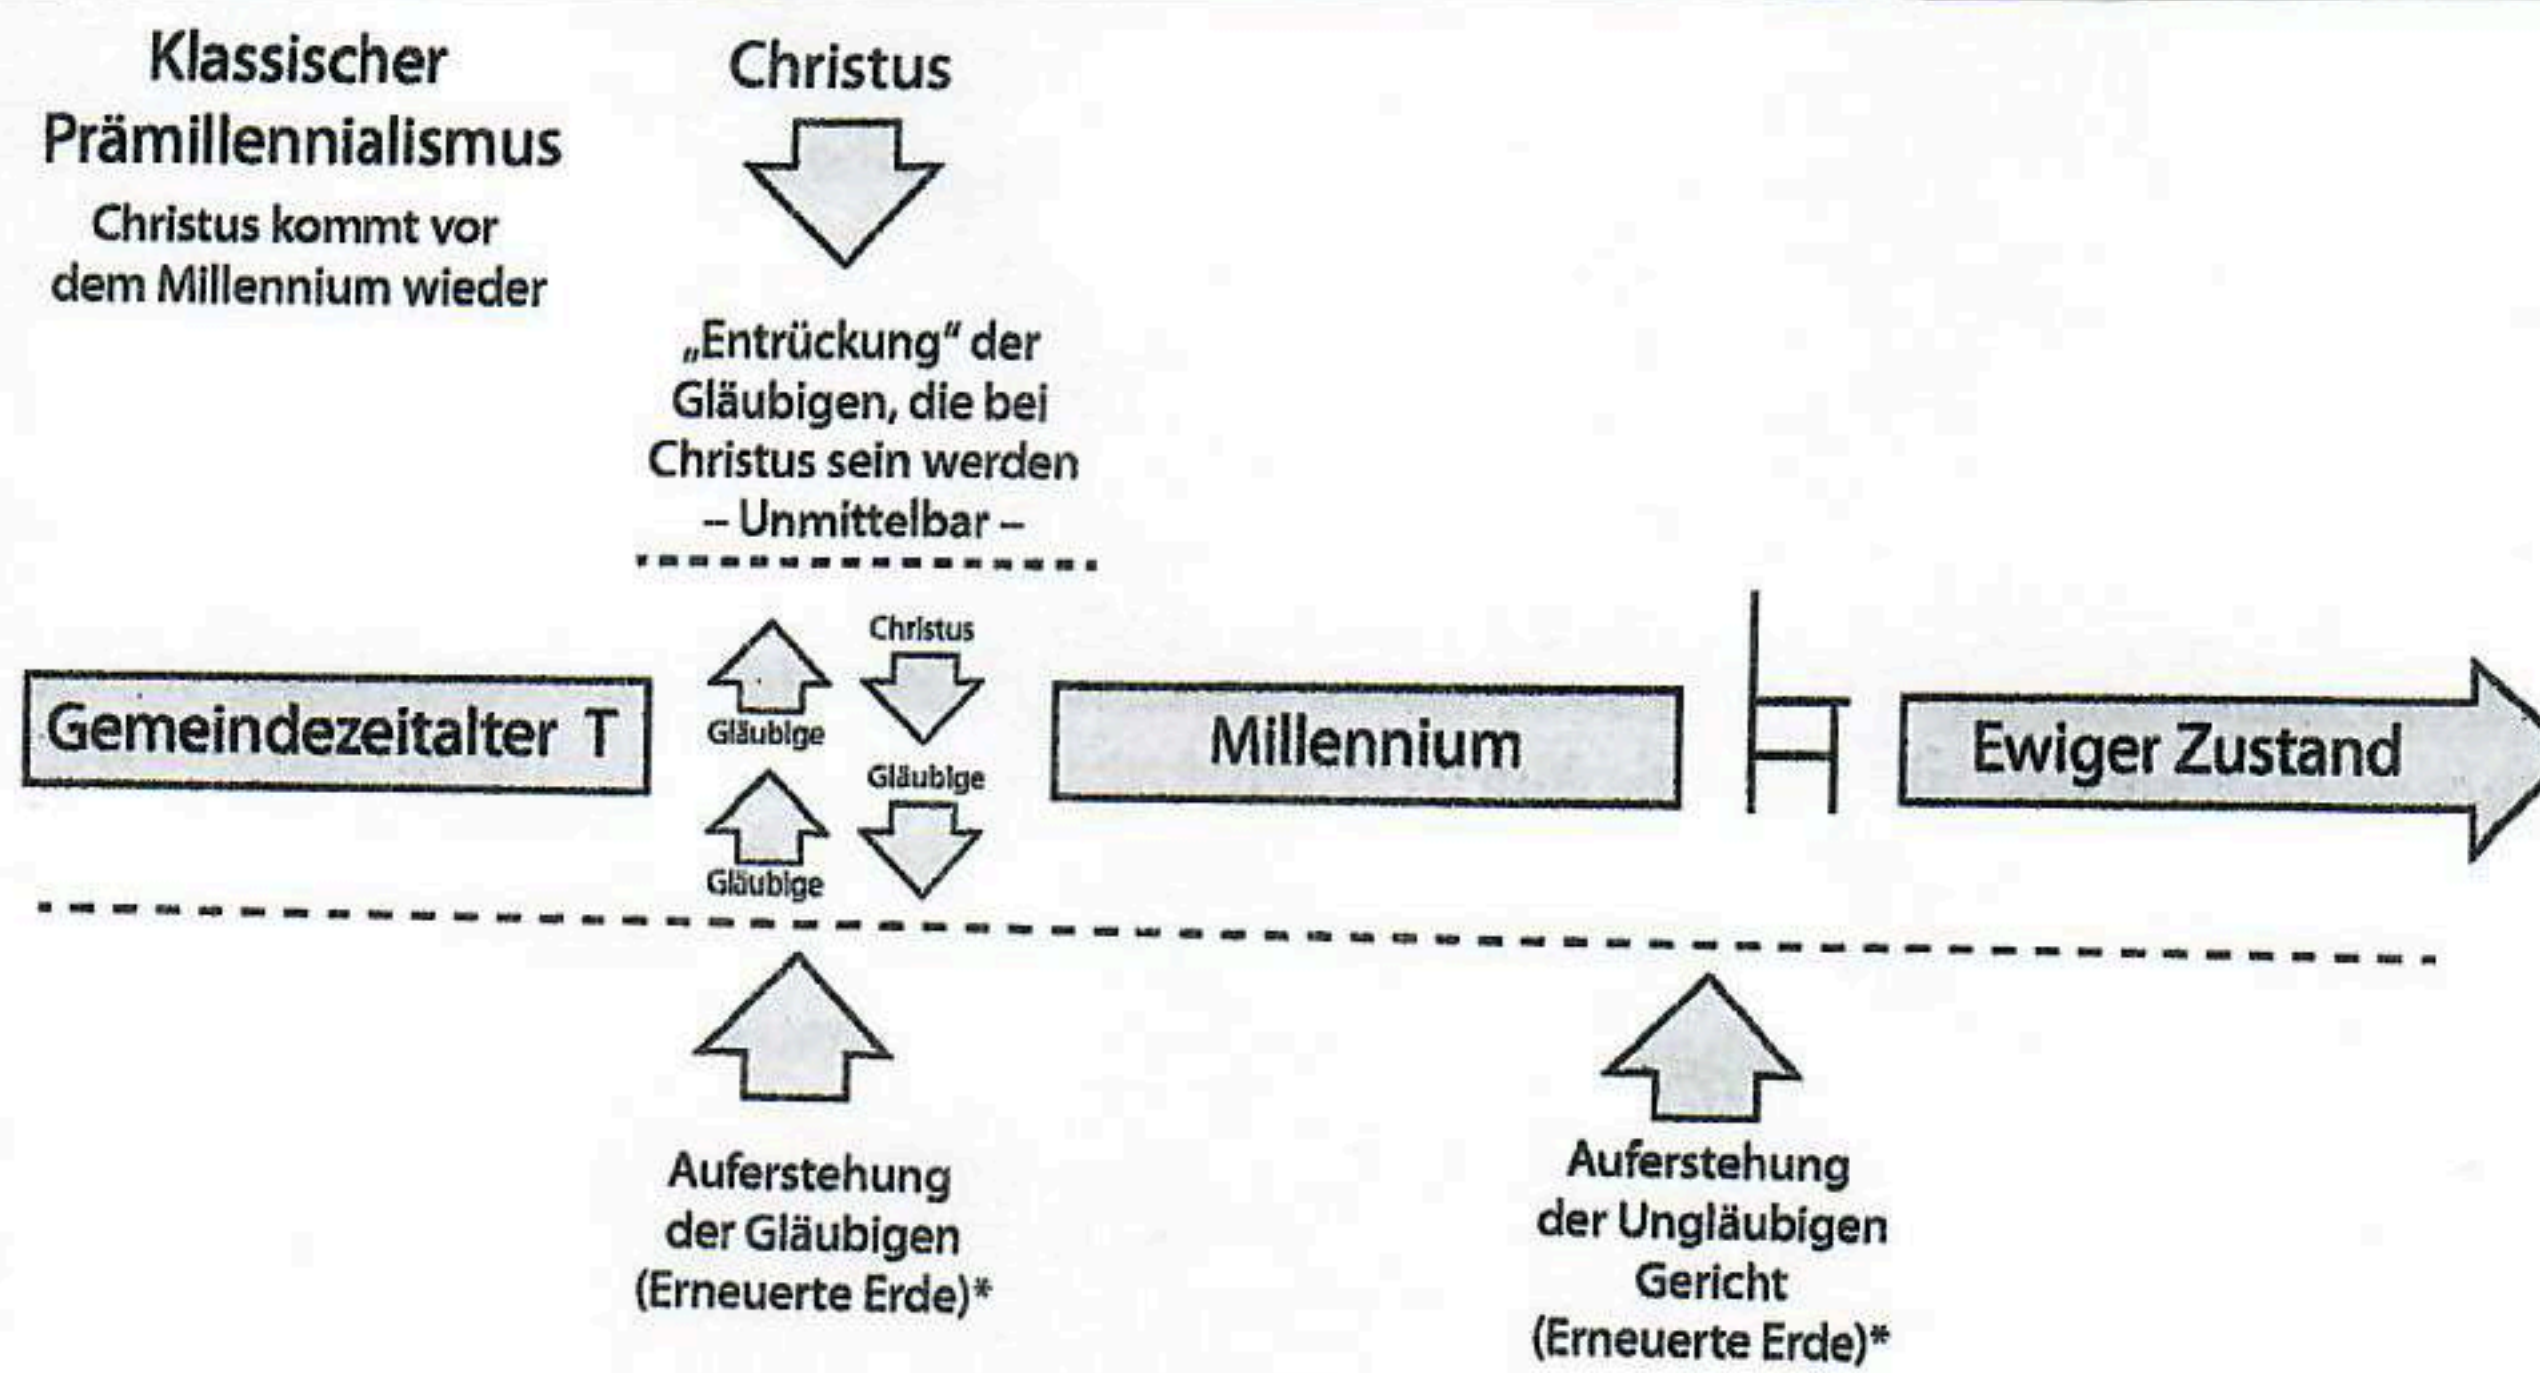 Klassischer
Prämillennialismus
Christus kommt vor
dem Millennium wieder
Christus
„Entrückung“ der
Gläubigen, die bei
Christus sein werden
– Unmittelbar –
Gemeindezeitalter T
Gläubige
Gläubige
Christus
Gläubige
Millennium
Ewiger Zustand
Auferstehung
der Gläubigen
(Erneuerte Erde)*
Auferstehung
der Ungläubigen
Gericht
(Erneuerte Erde)*